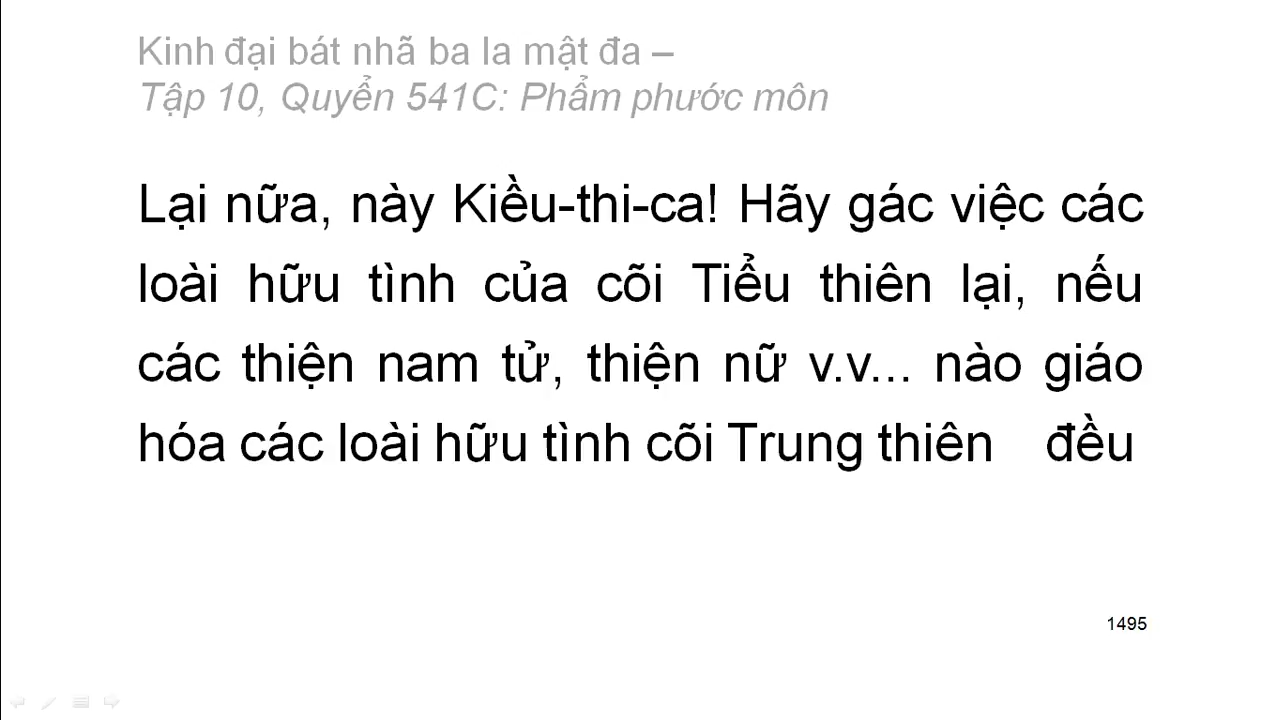 Kinh đại bát nhã ba la mật đa –
Tập 10, Quyển 541C: Phẩm phước môn
Lại nữa, này Kiều-thi-ca! Hãy gác việc các
loài hữu tình của cõi Tiểu thiên lại, nếu
các thiện nam tử, thiện nữ v.v... nào giáo
hóa các loài hữu tình cõi Trung thiên đều
1495